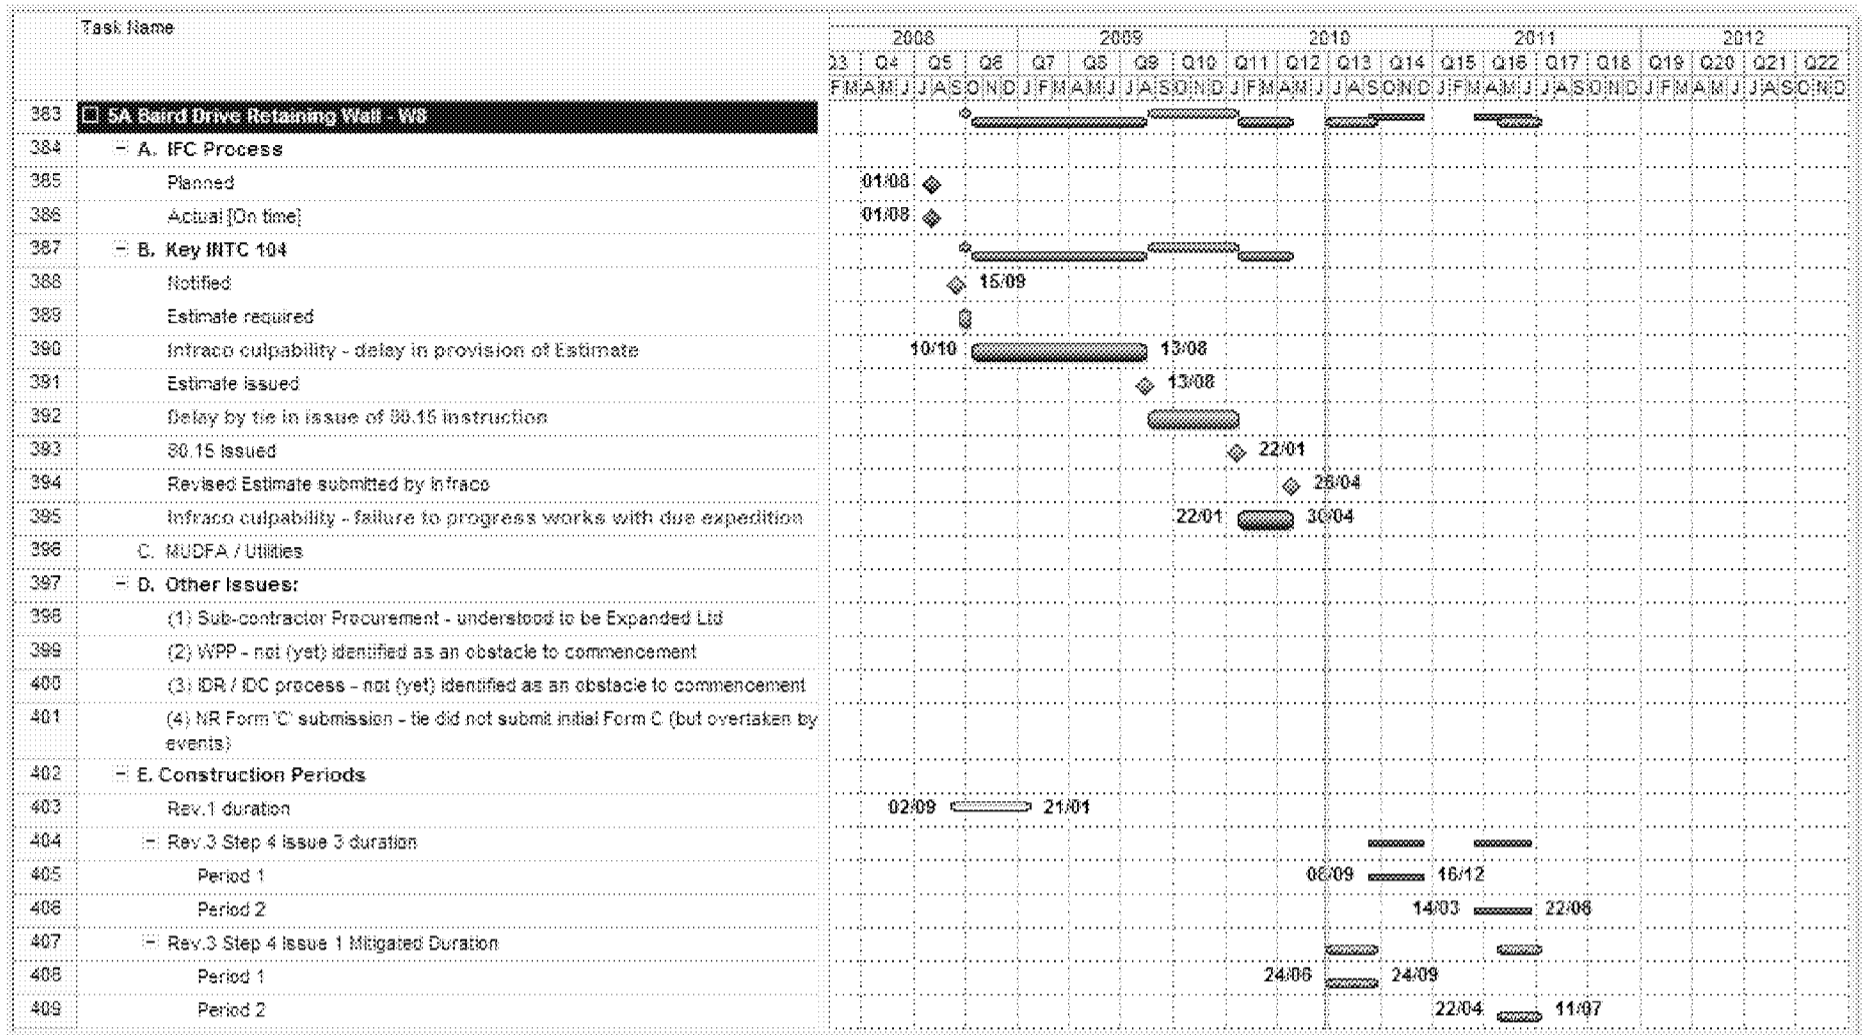 Task Name
2008 2009 2010 2011 2012
Q3 Q4 Q5 Q6 Q7 Q8 Q9 Q10 Q11 Q12 Q13 Q14 Q15 Q16 Q17 Q18 Q19 Q20 Q21 Q22
F M A M J J A S O N D J F M A M J J A S O N D J F M A M J J A S O N D J F M A M J J A S O N D J F M A M J J A S O N D
383 5A Baird Drive Retaining Wall - W8
384 A. IFC Process
385 Planned 01/08
386 Actual [On time] 01/08
387 B. Key INTC 104
388 Notified 15/09
389 Estimate required
390 Infraco culpability - delay in provision of Estimate 10/10 13/08
391 Estimate issued 13/08
392 Delay by tie in issue of 80.15 instruction
393 80.15 issued 22/01
394 Revised Estimate submitted by Infraco 28/04
395 Infraco culpability - failure to progress works with due expedition 22/01 30/04
396 C. MUDFA / Utilities
397 D. Other Issues:
398 (1) Sub-contractor Procurement - understood to be Expanded Ltd
399 (2) WPP - not (yet) identified as an obstacle to commencement
400 (3) IDR / IDC process - not (yet) identified as an obstacle to commencement
401 (4) NR Form 'C' submission - tie did not submit initial Form C (but overtaken by
events)
402 E. Construction Periods
403 Rev.1 duration 02/09 21/01
404 Rev.3 Step 4 Issue 3 duration
405 Period 1 08/09 16/12
406 Period 2 14/03 22/06
407 Rev.3 Step 4 Issue 1 Mitigated Duration
408 Period 1 24/06 24/09
409 Period 2 22/04 11/07